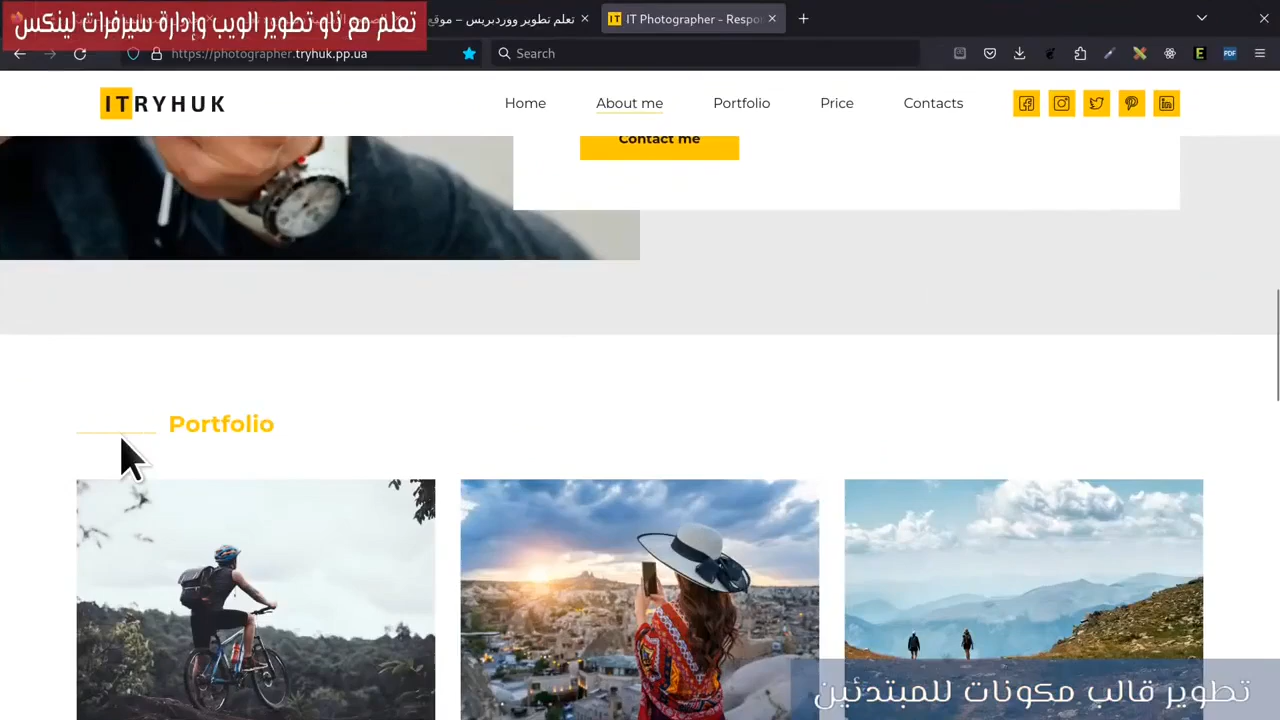 تعلم مع ناو تطوير الويب وإدارة سيرفرات لينكس
تعلم تطوير ووردبريس – موقع
IT Photographer - Respo
https://photographer.tryhuk.pp.ua
Search
ITRYHUK
Home
About me
Portfolio
Price
Contacts
Contact me
Portfolio
تطوير قالب مكونات للمبتدئين